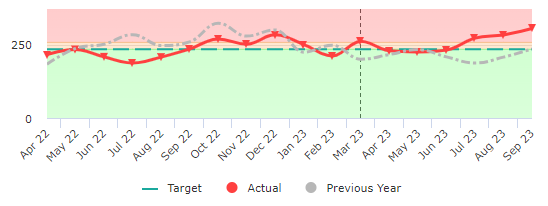 250
0
Apr 22
May 22
Jun 22
Jul 22
Aug 22
Sep 22
Oct 22
Nov 22
Dec 22
Jan 23
Feb 23
Mar 23
Apr 23
May 23
Jun 23
Jul 23
Aug 23
Sep 23
Target Actual Previous Year